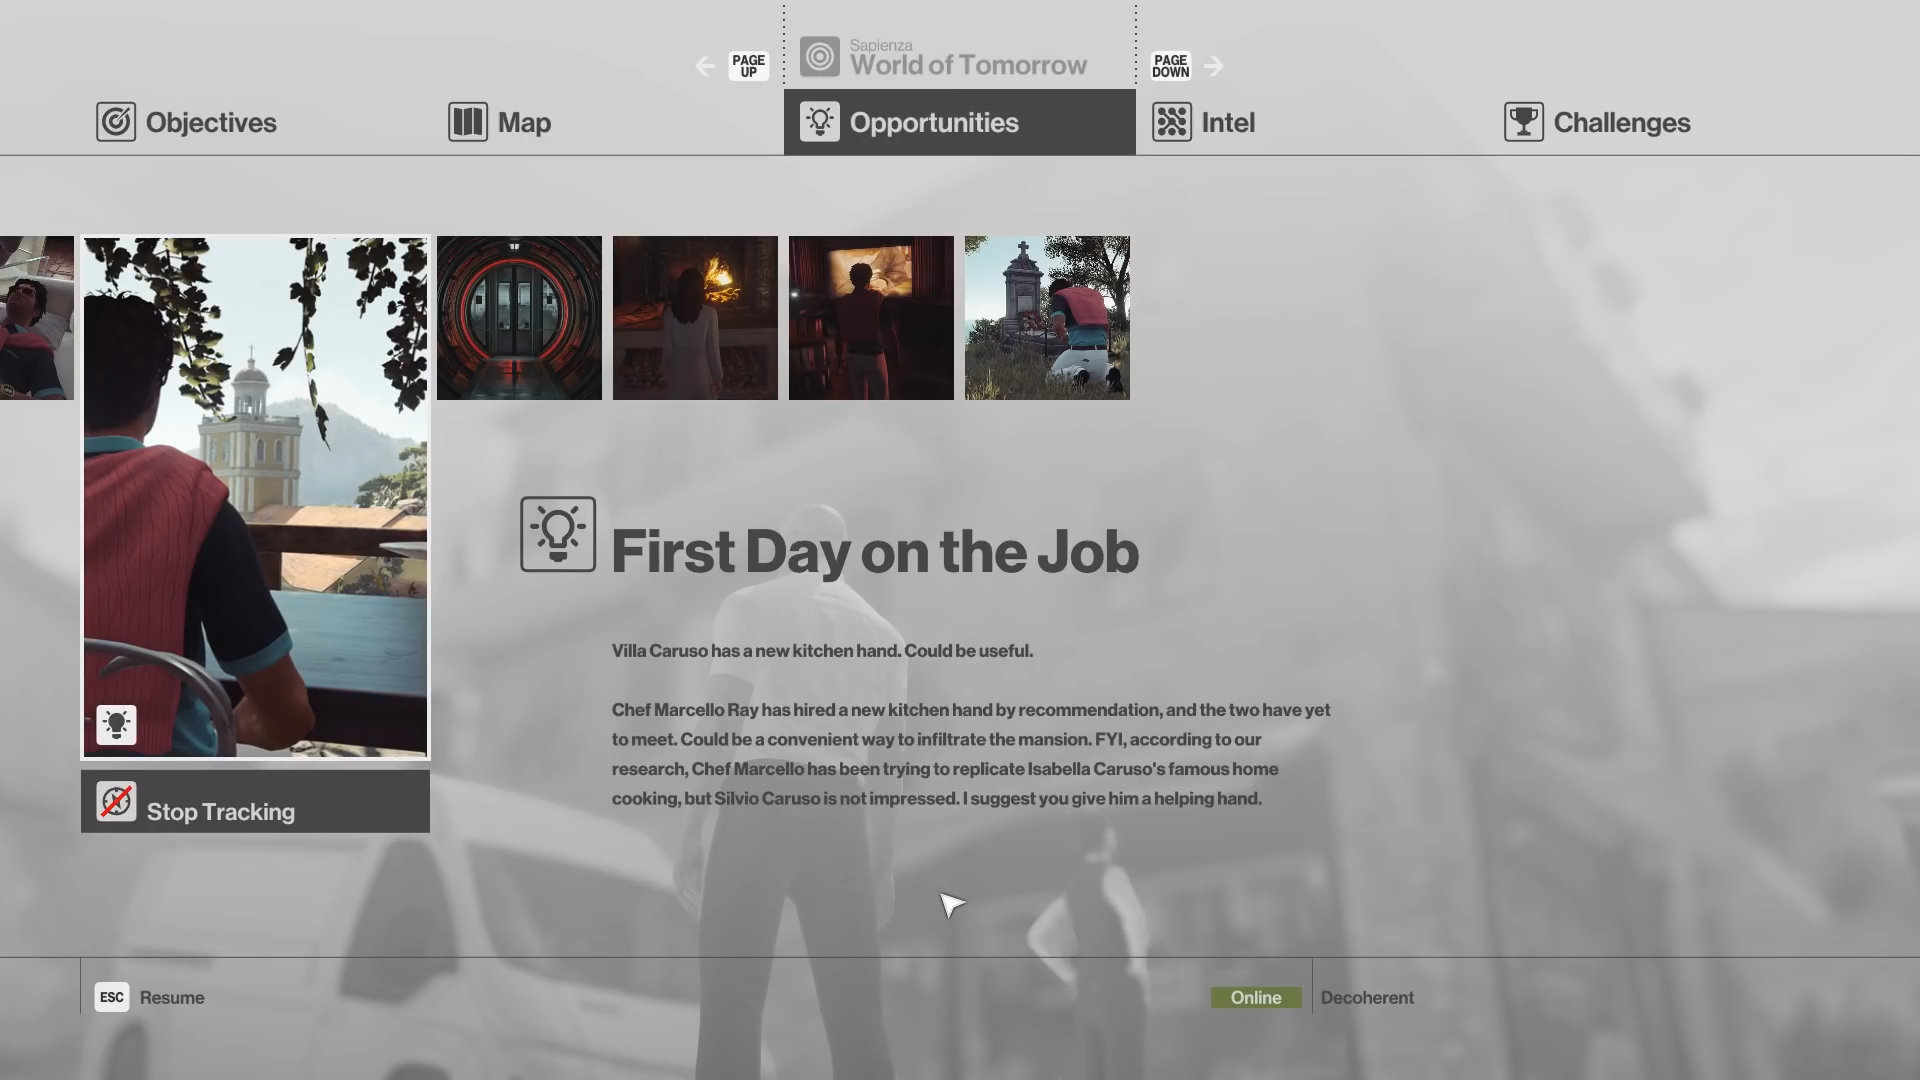 Sapienza
World of Tomorrow
PAGE UP
PAGE DOWN
Objectives
Map
Opportunities
Intel
Challenges
First Day on the Job
Villa Caruso has a new kitchen hand. Could be useful.
Chef Marcello Ray has hired a new kitchen hand by recommendation, and the two have yet
to meet. Could be a convenient way to infiltrate the mansion. FYI, according to our
research, Chef Marcello has been trying to replicate Isabella Caruso's famous home
cooking, but Silvio Caruso is not impressed. I suggest you give him a helping hand.
Stop Tracking
ESC Resume
Online
Decoherent